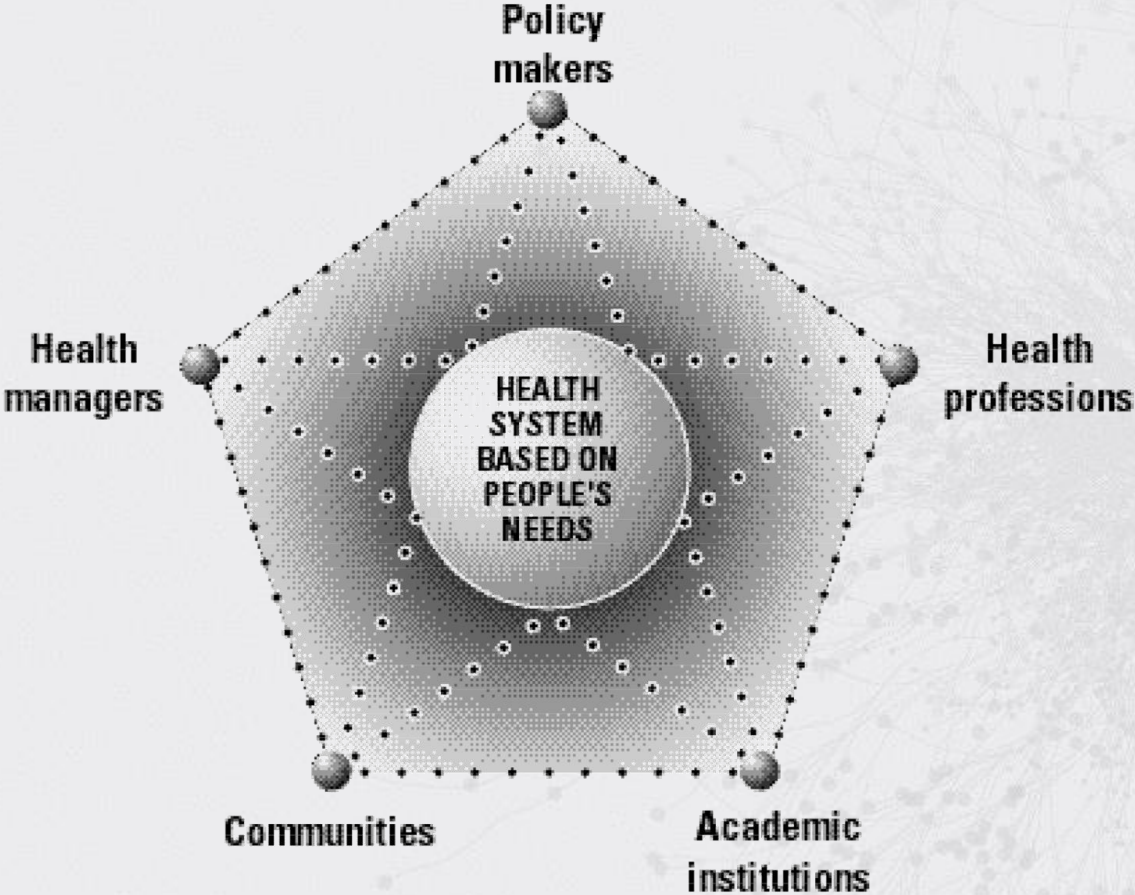 Policy
makers
Health
managers
Health
professions
HEALTH
SYSTEM
BASED ON
PEOPLE'S
NEEDS
Communities
Academic
institutions